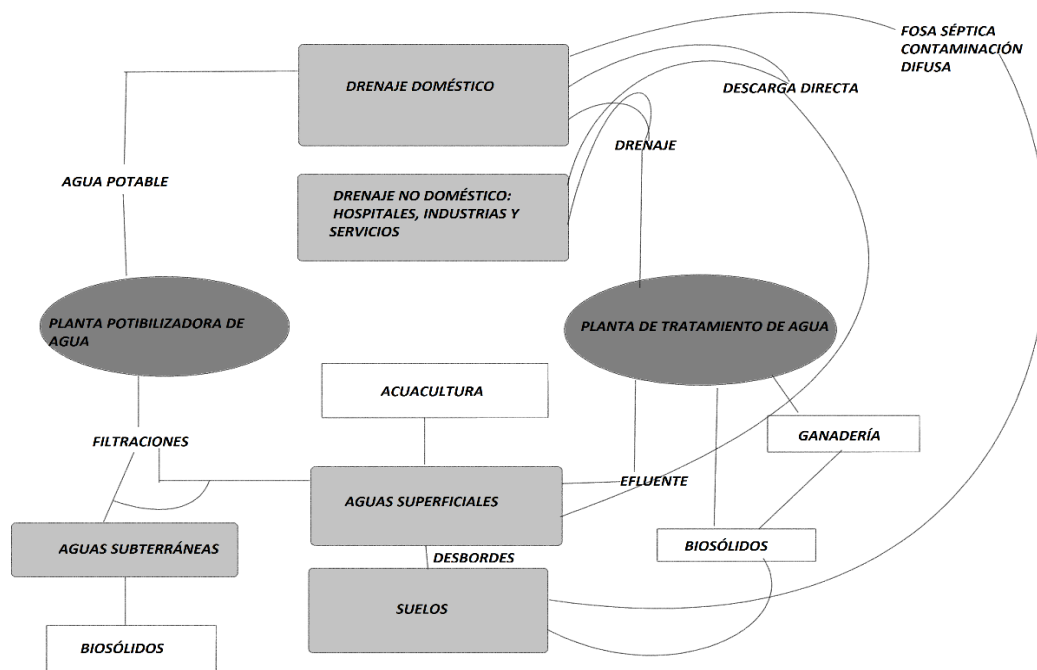 FOSA SÉPTICA
CONTAMINACIÓN
DIFUSA
DRENAJE DOMÉSTICO
DESCARGA DIRECTA
DRENAJE
AGUA POTABLE
DRENAJE NO DOMÉSTICO:
HOSPITALES, INDUSTRIAS Y
SERVICIOS
PLANTA POTIBILIZADORA DE
AGUA
PLANTA DE TRATAMIENTO DE AGUA
ACUACULTURA
FILTRACIONES
GANADERÍA
EFLUENTE
AGUAS SUPERFICIALES
AGUAS SUBTERRÁNEAS
DESBORDES
BIOSÓLIDOS
SUELOS
BIOSÓLIDOS